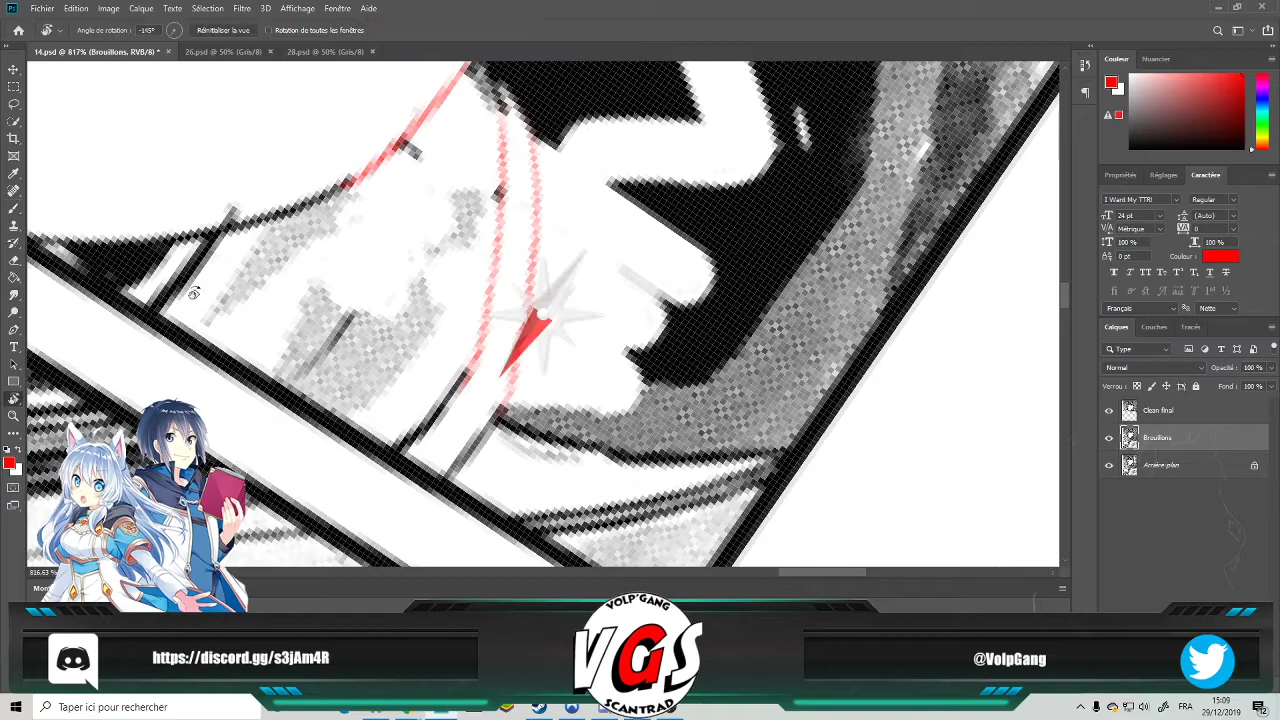 Fichier Edition Image Calque Texte Sélection Filtre 3D Affichage Fenêtre Aide
Angle de rotation : -145° Réinitialiser la vue Rotation de toutes les fenêtres
14.psd @ 817% (Brouillons, RVB/8) * × 26.psd @ 50% (Gris/8) × 28.psd @ 50% (Gris/8) ×
Couleur Nuancier
Propriétés Réglages Caractère
I Want My TTR! Regular
24 pt (Auto)
Métrique 0
100 % 100 %
0 pt Couleur :
Français Nette
Calques Couches Tracés
Type
Normal Opacité : 100 %
Verrou : Fond : 100 %
Clean final
Brouillons
Arrière-plan
816,63 %
VOLP'GANG
VGS
SCANTRAD
https://discord.gg/s3jAm4R
@VolpGang
Taper ici pour rechercher
FRA
15:09
29/12/2019